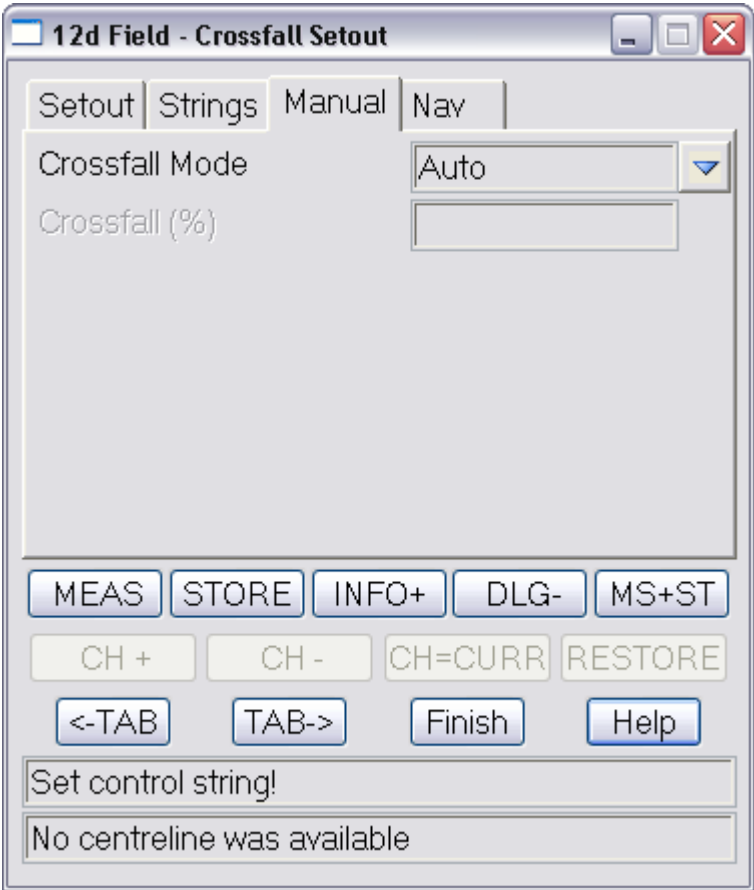 12d Field - Crossfall Setout
Setout Strings Manual Nav
Crossfall Mode Auto
Crossfall (%)
MEAS STORE INFO+ DLG- MS+ST
CH + CH - CH=CURR RESTORE
<-TAB TAB-> Finish Help
Set control string!
No centreline was available